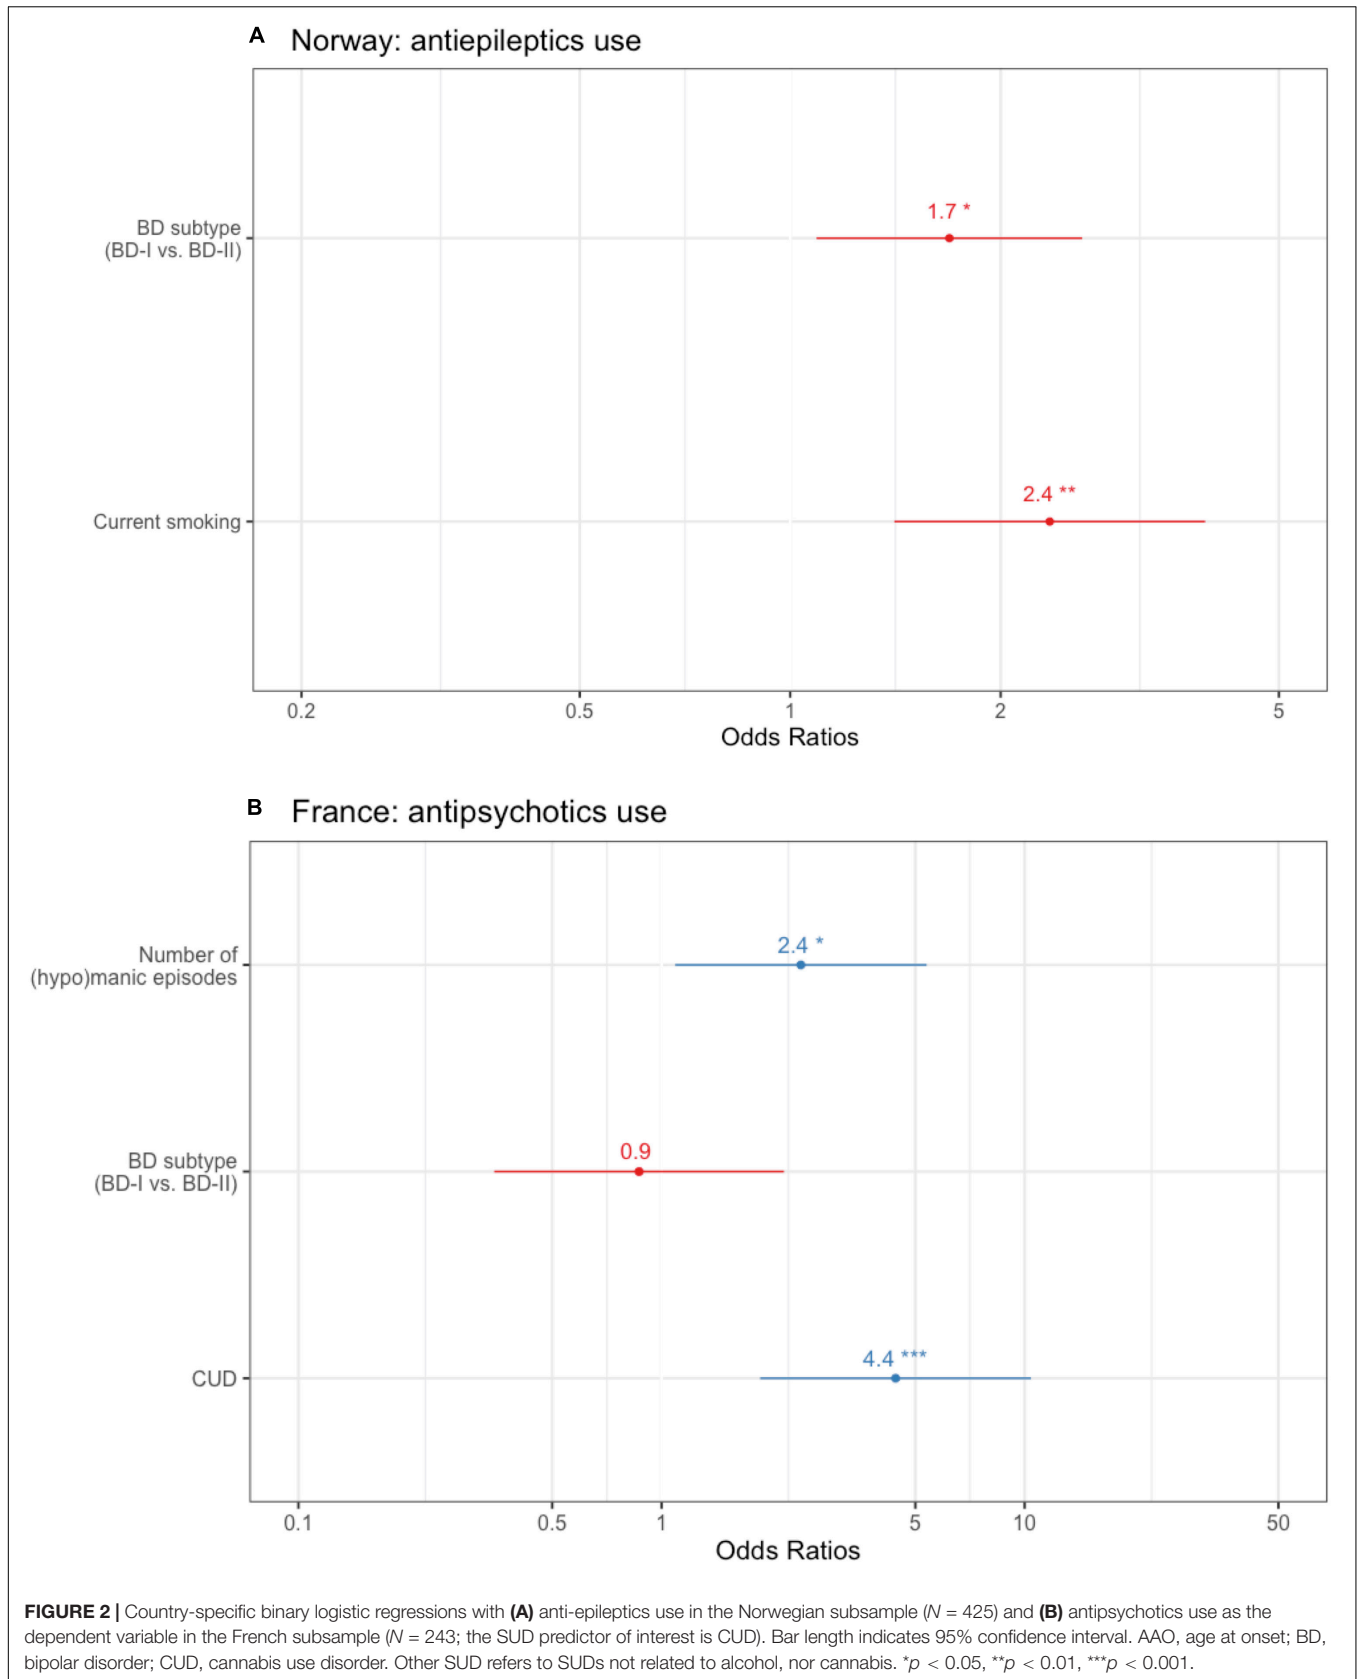 A Norway: antiepileptics use
1.7 *
BD subtype
(BD-I vs. BD-II)
2.4 **
Current smoking
0.2 0.5 1 2 5
Odds Ratios
B France: antipsychotics use
2.4 *
Number of
(hypo)manic episodes
0.9
BD subtype
(BD-I vs. BD-II)
4.4 ***
CUD
0.1 0.5 1 5 10 50
Odds Ratios
FIGURE 2 | Country-specific binary logistic regressions with (A) anti-epileptics use in the Norwegian subsample (N = 425) and (B) antipsychotics use as the
dependent variable in the French subsample (N = 243; the SUD predictor of interest is CUD). Bar length indicates 95% confidence interval. AAO, age at onset; BD,
bipolar disorder; CUD, cannabis use disorder. Other SUD refers to SUDs not related to alcohol, nor cannabis. *p < 0.05, **p < 0.01, ***p < 0.001.